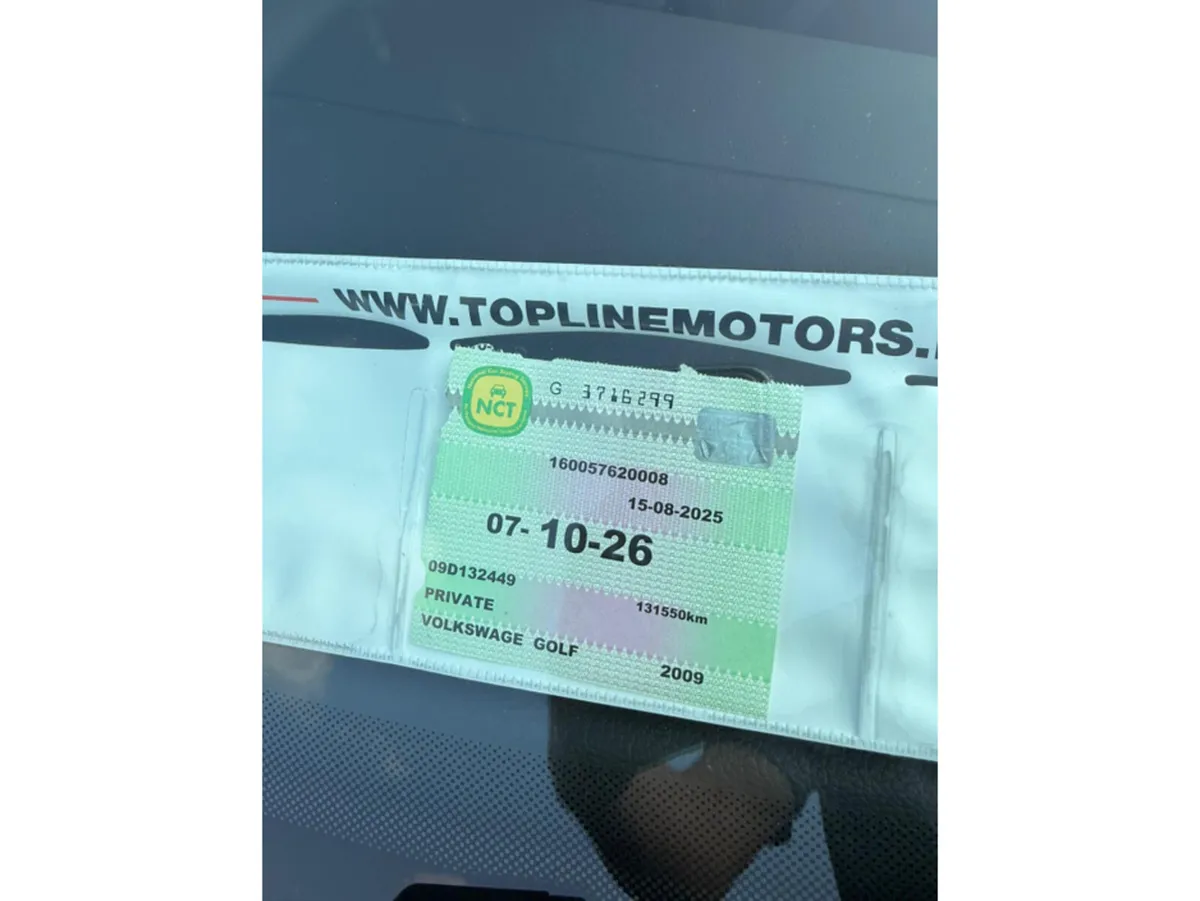 WWW.TOPLINEMOTORS.
NCT
G 3716299
160057620008
15-08-2025
07-10-26
09D132449
PRIVATE
131550km
VOLKSWAGE GOLF
2009